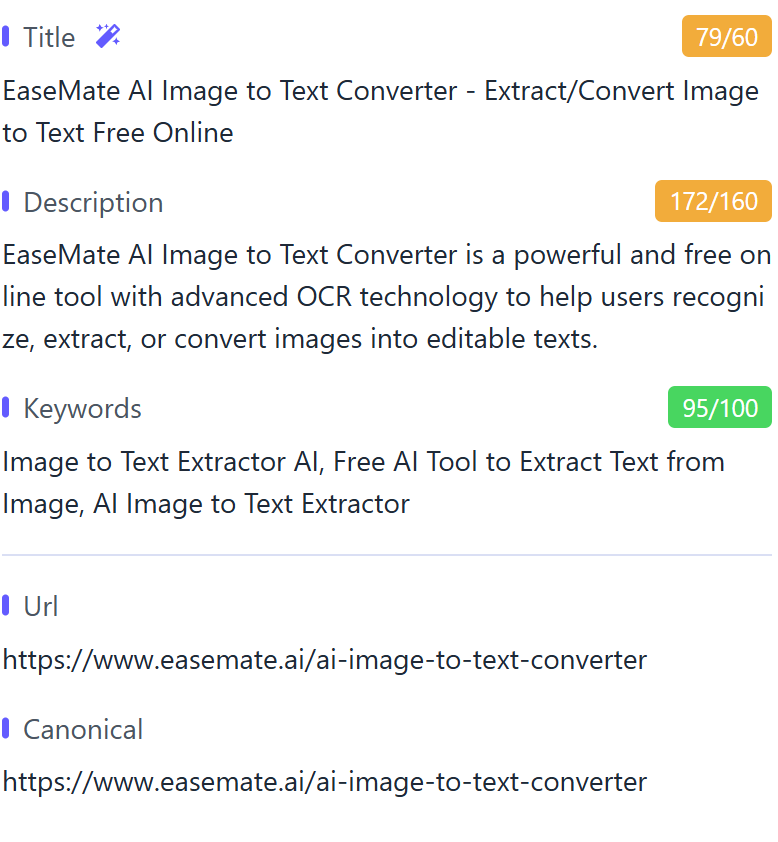 Title
79/60
EaseMate AI Image to Text Converter - Extract/Convert Image
to Text Free Online
Description
172/160
EaseMate AI Image to Text Converter is a powerful and free on
line tool with advanced OCR technology to help users recogni
ze, extract, or convert images into editable texts.
Keywords
95/100
Image to Text Extractor AI, Free AI Tool to Extract Text from
Image, AI Image to Text Extractor
Url
https://www.easemate.ai/ai-image-to-text-converter
Canonical
https://www.easemate.ai/ai-image-to-text-converter